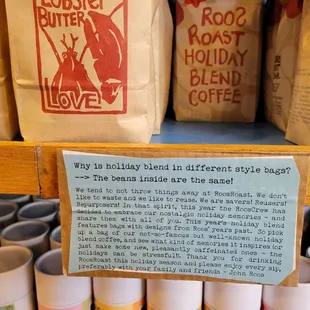 Lobster
Butter
Love!
Roos
Roast
Holiday
Blend
Coffee
Why is holiday blend in different style bags?
---> The beans inside are the same!
We tend to not throw things away at RoosRoast. We don't
like to waste and we like to reuse. We are savers! Reusers!
Repurposers! In that spirit, this year the RoosCrew has
decided to embrace our nostalgic holiday memories - and
share them with all of you. This year's holiday blend
features bags with designs from Roos' years past. So pick
up a bag of our not-so-famous but well-known holiday
blend coffee, and see what kind of memories it inspires (or
make some new, pleasantly caffeinated ones - the
holidays can be stressful!). Thank you for drinking
RoosRoast this holiday season and please enjoy every sip,
preferably with your family and friends - John Roos